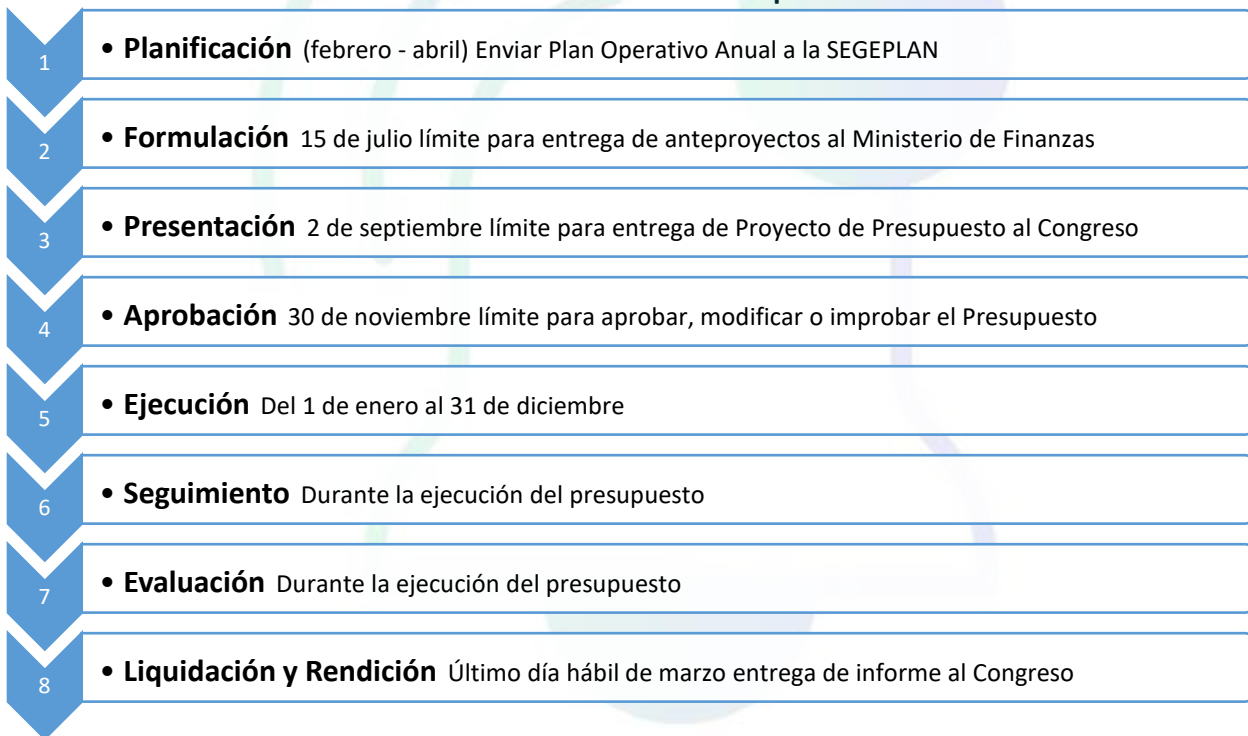 1
• Planificación (febrero - abril) Enviar Plan Operativo Anual a la SEGEPLAN
2
• Formulación 15 de julio límite para entrega de anteproyectos al Ministerio de Finanzas
3
• Presentación 2 de septiembre límite para entrega de Proyecto de Presupuesto al Congreso
4
• Aprobación 30 de noviembre límite para aprobar, modificar o improbar el Presupuesto
5
• Ejecución Del 1 de enero al 31 de diciembre
6
• Seguimiento Durante la ejecución del presupuesto
7
• Evaluación Durante la ejecución del presupuesto
8
• Liquidación y Rendición Último día hábil de marzo entrega de informe al Congreso